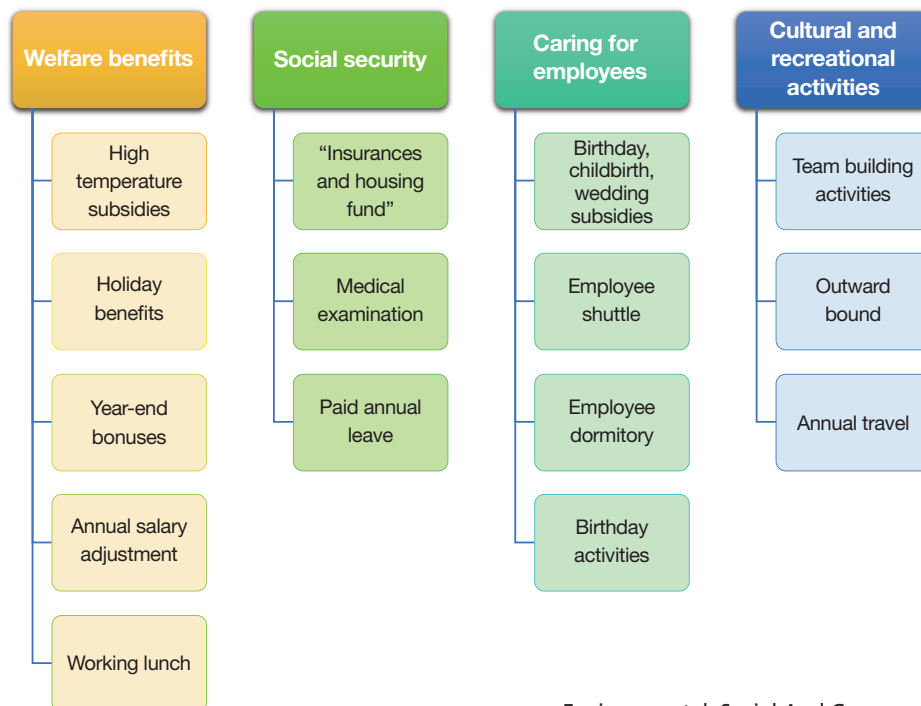 Welfare benefits
High
temperature
subsidies
Holiday
benefits
Year-end
bonuses
Annual salary
adjustment
Working lunch
Social security
“Insurances
and housing
fund”
Medical
examination
Paid annual
leave
Caring for
employees
Birthday,
childbirth,
wedding
subsidies
Employee
shuttle
Employee
dormitory
Birthday
activities
Cultural and
recreational
activities
Team building
activities
Outward
bound
Annual travel